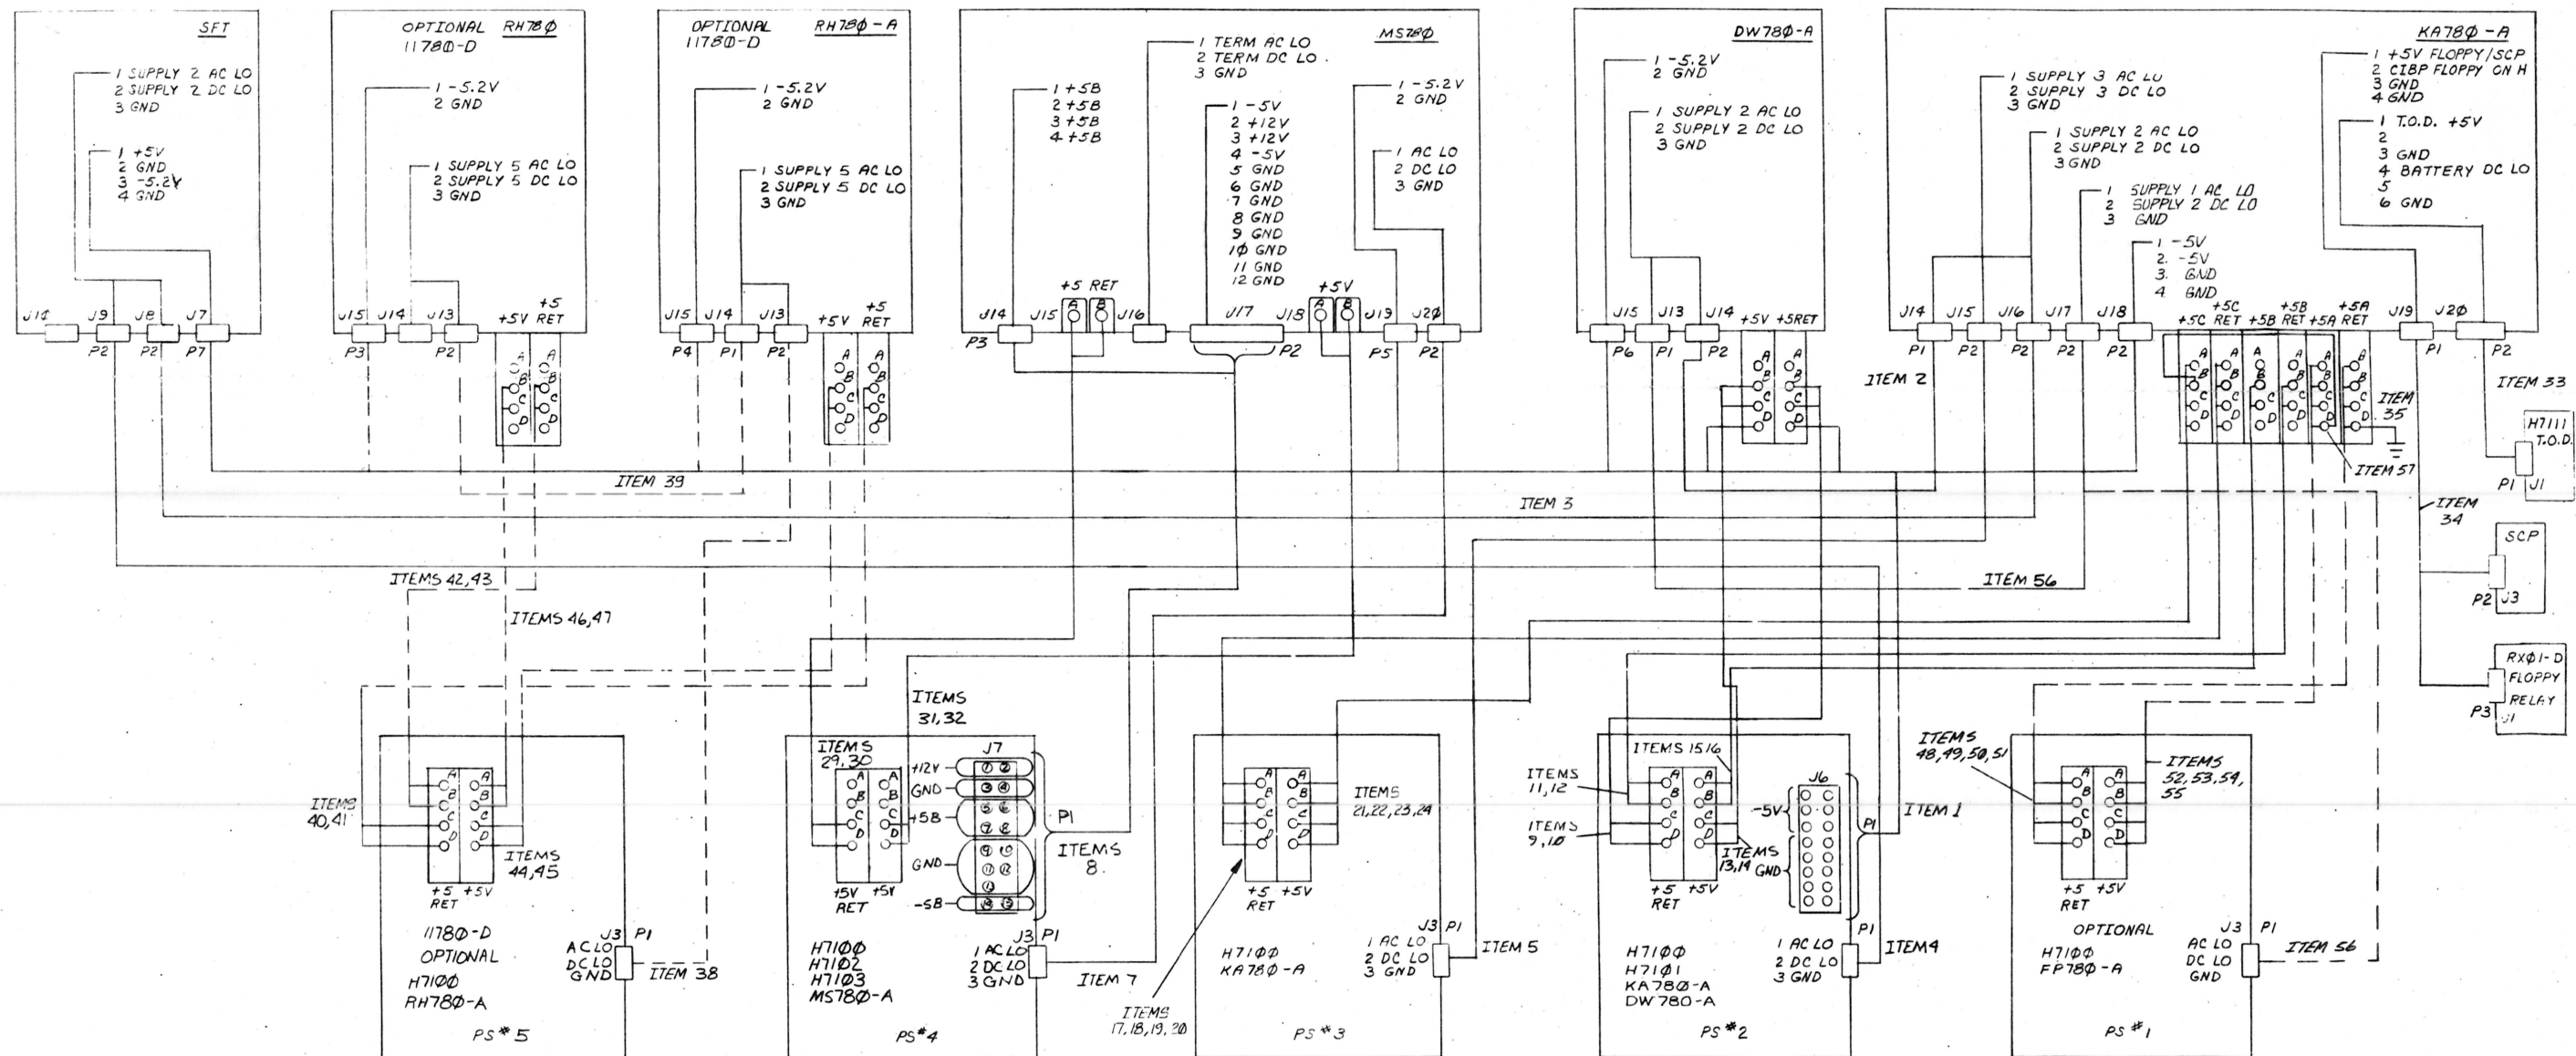 SFT
1 SUPPLY 2 AC LO
2 SUPPLY 2 DC LO
3 GND
1 +5V
2 GND
3 -5.2V
4 GND
J10
J9
J8
J7
P2
P2
P7
OPTIONAL RH780
11780-D
1 -5.2V
2 GND
1 SUPPLY 5 AC LO
2 SUPPLY 5 DC LO
3 GND
J15
J14
J13
+5V
+5
RET
P3
P2
A
B
C
D
A
B
C
D
OPTIONAL RH780-A
11780-D
1 -5.2V
2 GND
1 SUPPLY 5 AC LO
2 SUPPLY 5 DC LO
3 GND
J15
J14
J13
+5V
+5
RET
P4
P1
P2
A
B
C
D
A
B
C
D
MS780
1 TERM AC LO
2 TERM DC LO
3 GND
1 +5B
2 +5B
3 +5B
4 +5B
1 -5V
2 +12V
3 +12V
4 -5V
5 GND
6 GND
7 GND
8 GND
9 GND
10 GND
11 GND
12 GND
1 -5.2V
2 GND
1 AC LO
2 DC LO
3 GND
+5 RET
+5V
J14
J15
A
B
J16
J17
J18
A
B
J19
J20
P3
P2
P5
P2
DW780-A
1 -5.2V
2 GND
1 SUPPLY 2 AC LO
2 SUPPLY 2 DC LO
3 GND
J15
J13
J14
+5V
+5RET
P6
P1
P2
A
B
C
D
A
B
C
D
KA780-A
1 +5V FLOPPY/SCP
2 CIBP FLOPPY ON H
3 GND
4 GND
1 SUPPLY 3 AC LO
2 SUPPLY 3 DC LO
3 GND
1 SUPPLY 2 AC LO
2 SUPPLY 2 DC LO
3 GND
1 T.O.D. +5V
2
3 GND
4 BATTERY DC LO
5
6 GND
1 SUPPLY 1 AC LO
2 SUPPLY 2 DC LO
3 GND
1 -5V
2. -5V
3. GND
4. GND
J14
J15
J16
J17
J18
+5C
+5C
RET
+5B
+5B
RET
+5A
+5A
RET
J19
J20
P1
P2
P2
P2
P2
P1
P2
A
B
C
D
A
B
C
D
A
B
C
D
A
B
C
D
A
B
C
D
B
B
C
D
ITEM 2
ITEM
35
ITEM 33
H7111
T.O.D.
P1
J1
ITEM 57
ITEM 39
ITEM 3
ITEM
34
SCP
P2
J3
ITEMS 42,43
ITEM 56
ITEMS 46,47
RX01-D
FLOPPY
RELAY
P3
J1
ITEMS
40,41
A
B
C
D
A
B
C
D
ITEMS
44,45
+5
RET
+5V
11780-D
OPTIONAL
H7100
RH780-A
J3
P1
AC LO
DC LO
GND
ITEM 38
PS#5
ITEMS
31,32
ITEMS
29,30
A
B
C
D
A
B
C
D
+5V
RET
+5V
J7
+12V
GND
+5B
GND
-5B
1 2
3 4
5 6
7 8
9 10
11 12
13
14 15
P1
ITEMS
8.
H7100
H7102
H7103
MS780-A
J3
P1
1 AC LO
2 DC LO
3 GND
ITEM 7
PS#4
A
B
C
D
A
B
C
D
ITEMS
21,22,23,24
+5
RET
+5V
H7100
KA780-A
ITEMS
17,18,19,20
J3
P1
1 AC LO
2 DC LO
3 GND
ITEM 5
PS#3
ITEMS 15 16
ITEMS
11,12
ITEMS
9,10
A
B
C
D
A
B
C
D
ITEMS
13,14
+5
RET
+5V
J6
-5V
GND
P1
ITEM 1
H7100
H7101
KA780-A
DW780-A
P1
1 AC LO
2 DC LO
3 GND
ITEM4
PS#2
ITEMS
48,49,50,51
A
B
C
D
A
B
C
D
ITEMS
52,53,54,
55
+5
RET
+5V
OPTIONAL
H7100
FP780-A
J3
P1
AC LO
DC LO
GND
ITEM 56
PS#1